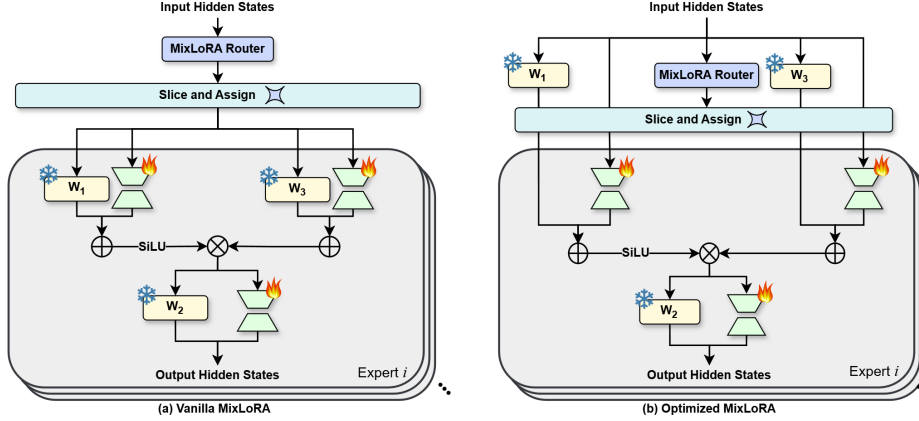 Input Hidden States
MixLoRA Router
Slice and Assign
W1
W3
SiLU
W2
Output Hidden States
Expert i
(a) Vanilla MixLoRA
Input Hidden States
W1
MixLoRA Router
W3
Slice and Assign
SiLU
W2
Output Hidden States
Expert i
(b) Optimized MixLoRA